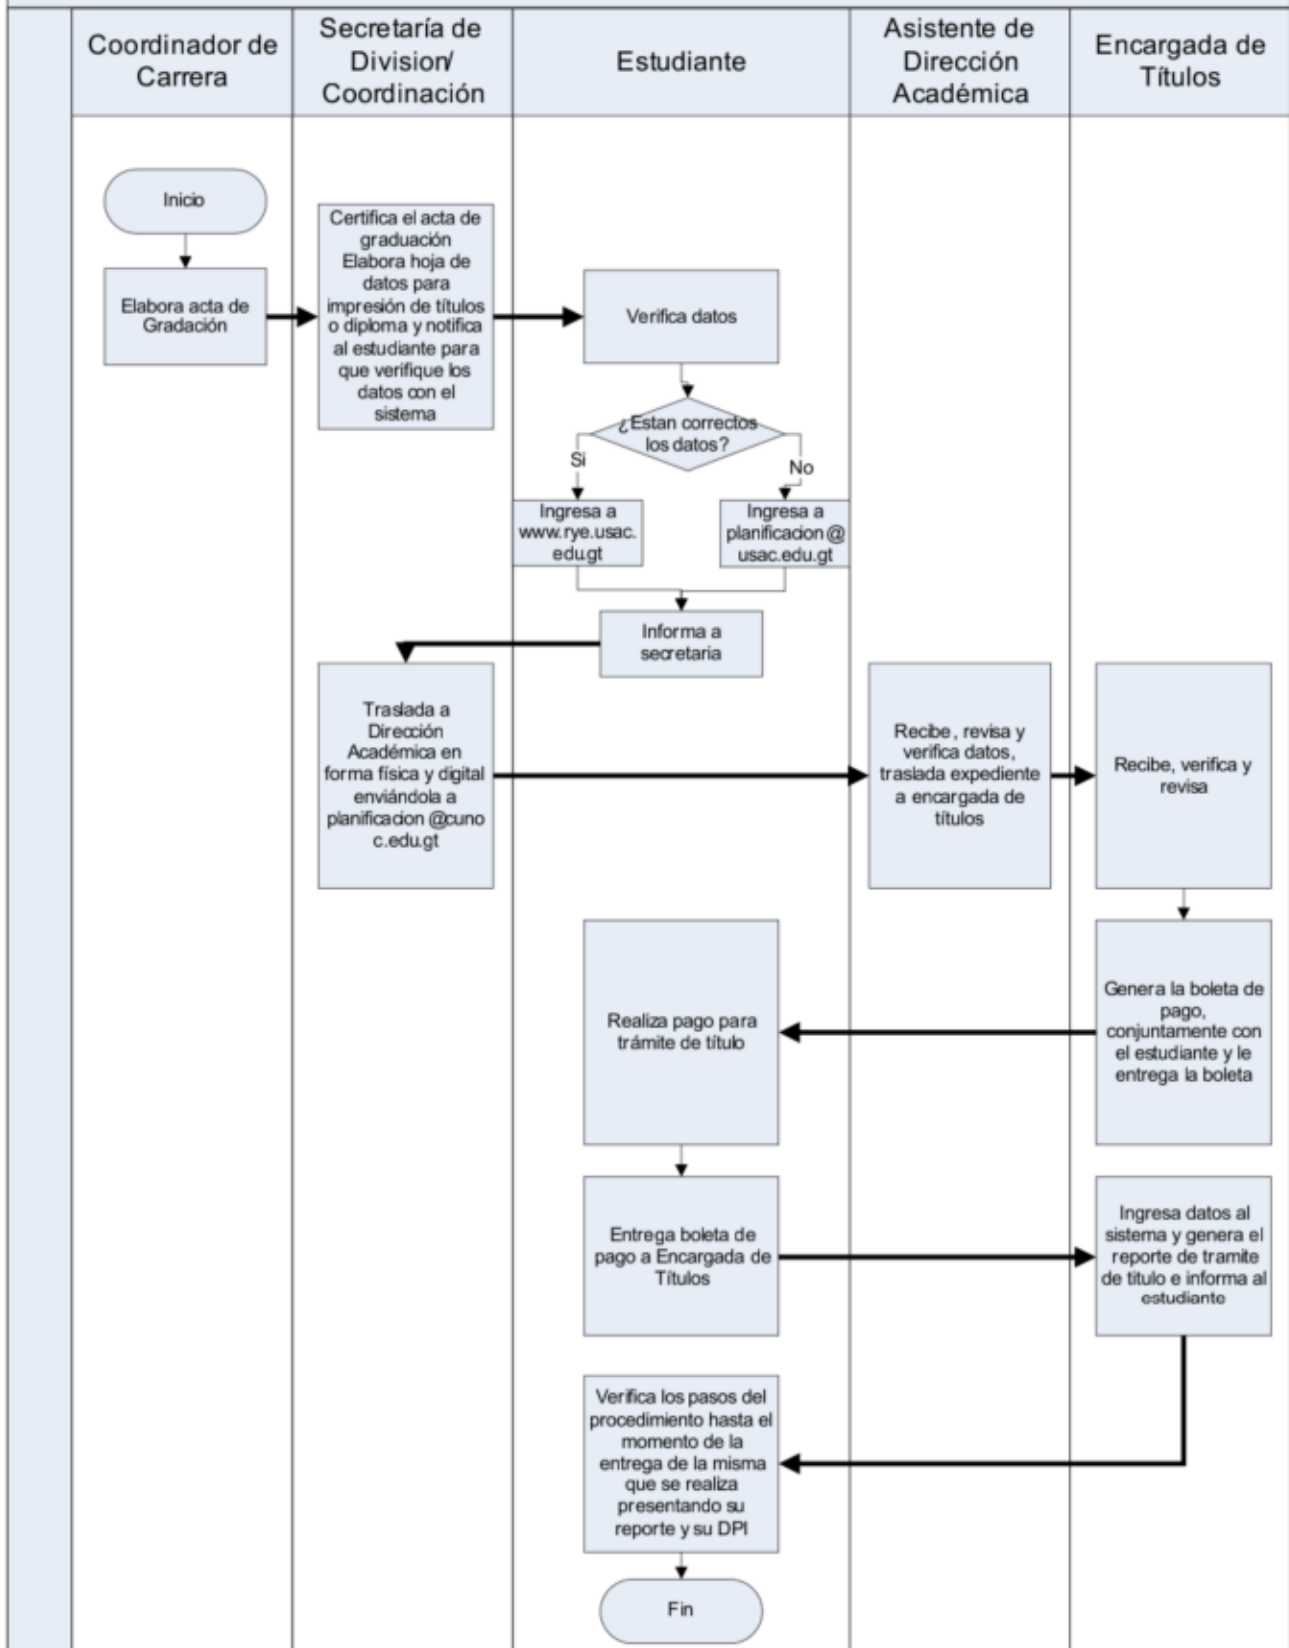 Coordinador de
Carrera
Secretaría de
Division/
Coordinación
Estudiante
Asistente de
Dirección
Académica
Encargada de
Títulos
Inicio
Elabora acta de
Gradación
Certifica el acta de
graduación
Elabora hoja de
datos para
impresión de títulos
o diploma y notifica
al estudiante para
que verifique los
datos con el
sistema
Verifica datos
¿Estan correctos
los datos?
Si
No
Ingresa a
www.rye.usac.
edu.gt
Ingresa a
planificacion@
usac.edu.gt
Informa a
secretaria
Traslada a
Dirección
Académica en
forma física y digital
enviándola a
planificacion@cuno
c.edu.gt
Recibe, revisa y
verifica datos,
traslada expediente
a encargada de
títulos
Recibe, verifica y
revisa
Genera la boleta de
pago,
conjuntamente con
el estudiante y le
entrega la boleta
Realiza pago para
trámite de título
Entrega boleta de
pago a Encargada de
Títulos
Ingresa datos al
sistema y genera el
reporte de tramite
de titulo e informa al
estudiante
Verifica los pasos del
procedimiento hasta el
momento de la
entrega de la misma
que se realiza
presentando su
reporte y su DPI
Fin